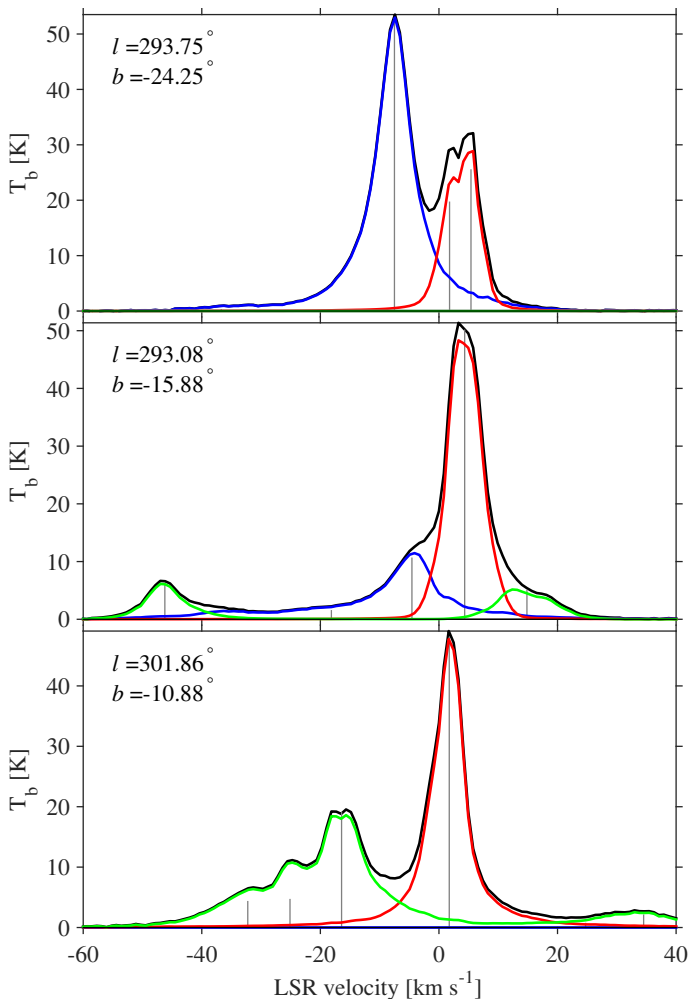 50
40
30
20
10
0
T_b [K]
l =293.75°
b =-24.25°
50
40
30
20
10
0
T_b [K]
l =293.08°
b =-15.88°
40
30
20
10
0
T_b [K]
l =301.86°
b =-10.88°
-60 -40 -20 0 20 40
LSR velocity [km s⁻¹]